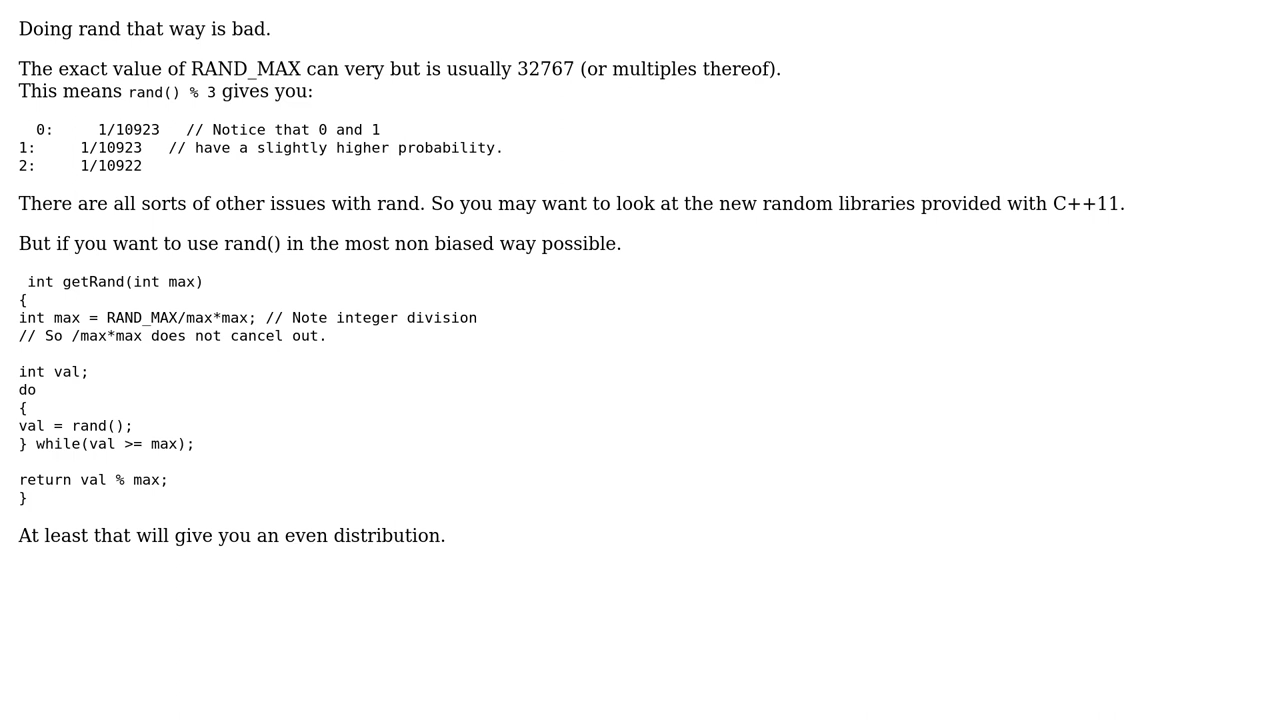 Doing rand that way is bad.
The exact value of RAND_MAX can very but is usually 32767 (or multiples thereof).
This means rand() % 3 gives you:
0: 1/10923 // Notice that 0 and 1
1: 1/10923 // have a slightly higher probability.
2: 1/10922
There are all sorts of other issues with rand. So you may want to look at the new random libraries provided with C++11.
But if you want to use rand() in the most non biased way possible.
int getRand(int max)
{
int max = RAND_MAX/max*max; // Note integer division
// So /max*max does not cancel out.
int val;
do
{
val = rand();
} while(val >= max);
return val % max;
}
At least that will give you an even distribution.